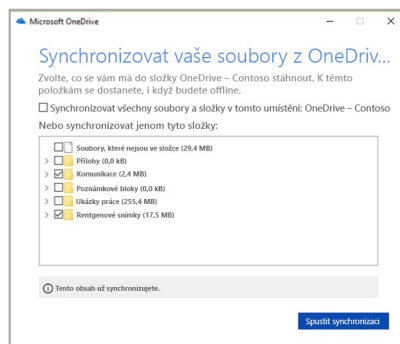 Microsoft OneDrive
Synchronizovat vaše soubory z OneDriv...
Zvolte, co se vám má do složky OneDrive – Contoso stáhnout. K těmto
položkám se dostanete, i když budete offline.
Synchronizovat všechny soubory a složky v tomto umístění: OneDrive – Contoso
Nebo synchronizovat jenom tyto složky:
Soubory, které nejsou ve složce (29,4 MB)
Přílohy (0,0 kB)
Komunikace (2,4 MB)
Poznámkové bloky (0,0 kB)
Ukázky práce (255,4 MB)
Rentgenové snímky (17,5 MB)
Tento obsah už synchronizujete.
Spustit synchronizaci